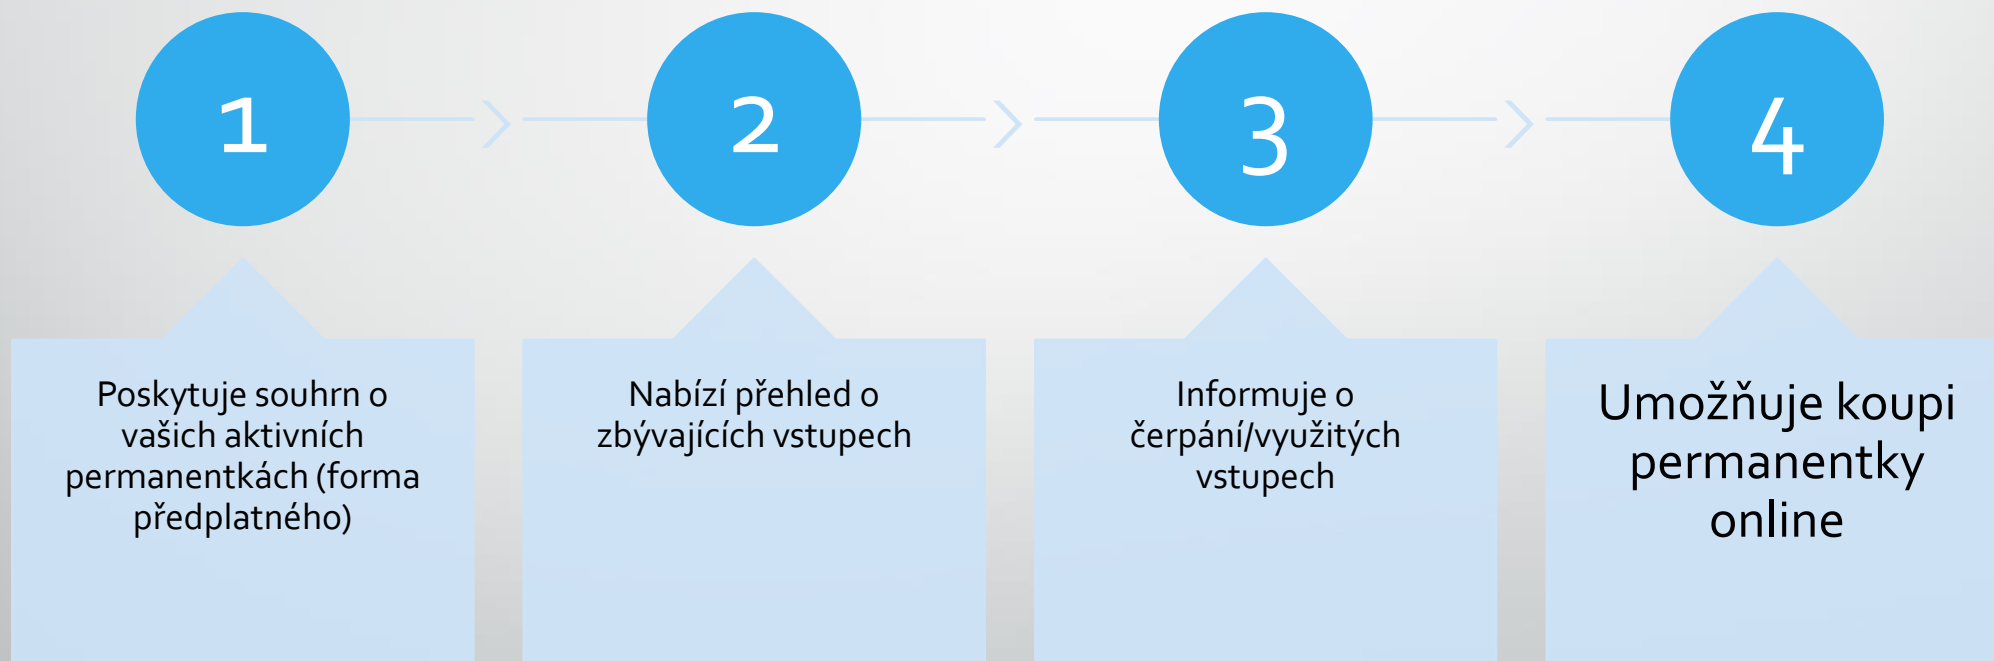 1
2
3
4
Poskytuje souhrn o
vašich aktivních
permanentkách (forma
předplatného)
Nabízí přehled o
zbývajících vstupech
Informuje o
čerpání/využitých
vstupech
Umožňuje koupi
permanentky
online